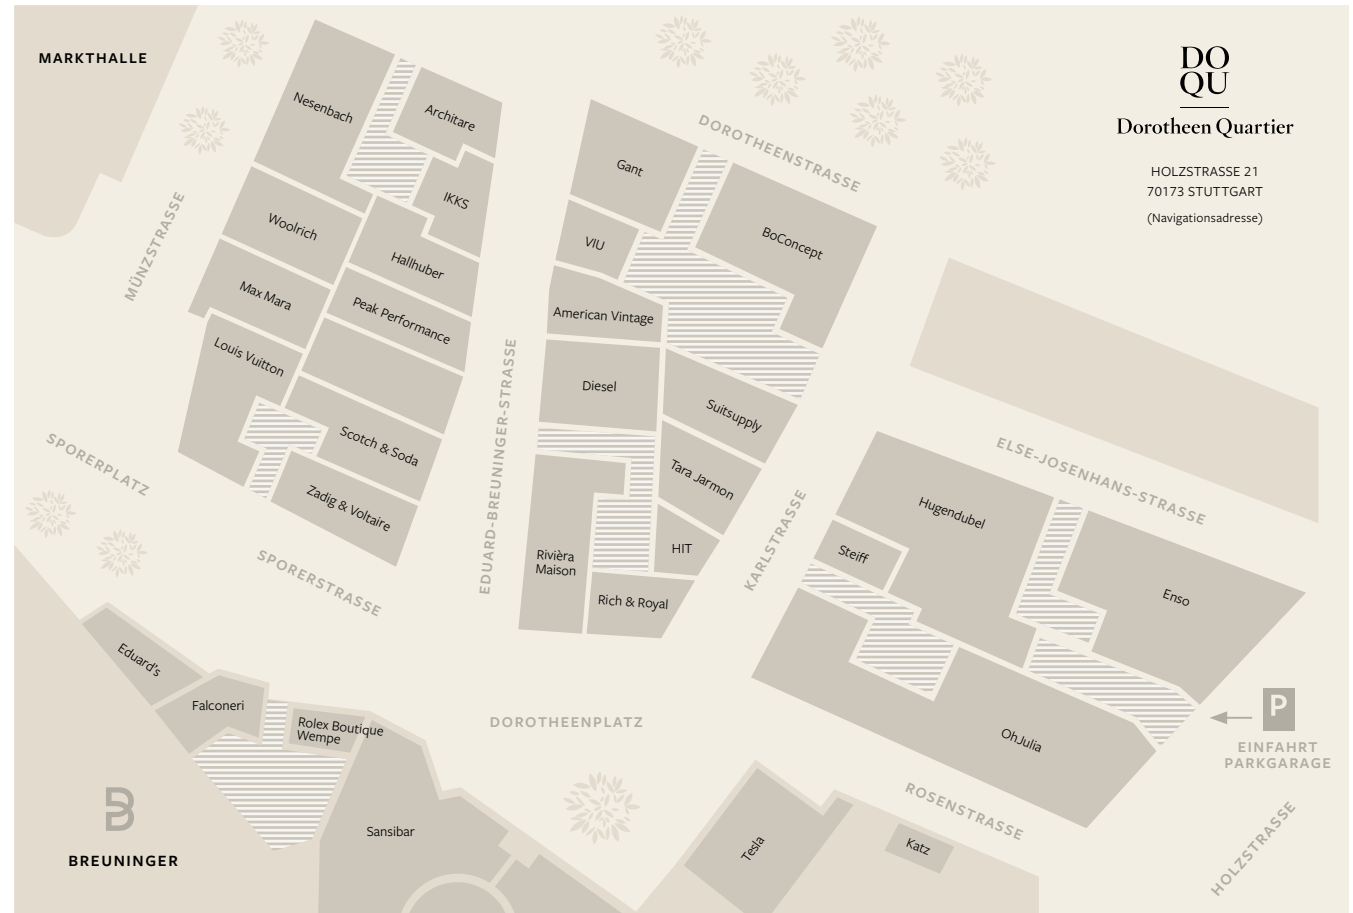 MARKTHALLE
DO
QU
Dorotheen Quartier
HOLZSTRASSE 21
70173 STUTTGART
(Navigationsadresse)
Nesenbach
Architare
IKKS
Woolrich
Hallhuber
Max Mara
Peak Performance
Louis Vuitton
Scotch & Soda
Zadig & Voltaire
MÜNZSTRASSE
SPORERPLATZ
SPORERSTRASSE
EDUARD-BREUNINGER-STRASSE
DOROTHEENSTRASSE
Gant
VIU
BoConcept
American Vintage
Diesel
Suitsupply
Tara Jarmon
HIT
Rivièra
Maison
Rich & Royal
KARLSTRASSE
ELSE-JOSENHANS-STRASSE
Hugendubel
Steiff
Enso
OhJulia
P
EINFAHRT
PARKGARAGE
ROSENSTRASSE
HOLZSTRASSE
DOROTHEENPLATZ
Eduard's
Falconeri
Rolex Boutique
Wempe
Sansibar
Tesla
Katz
B
BREUNINGER